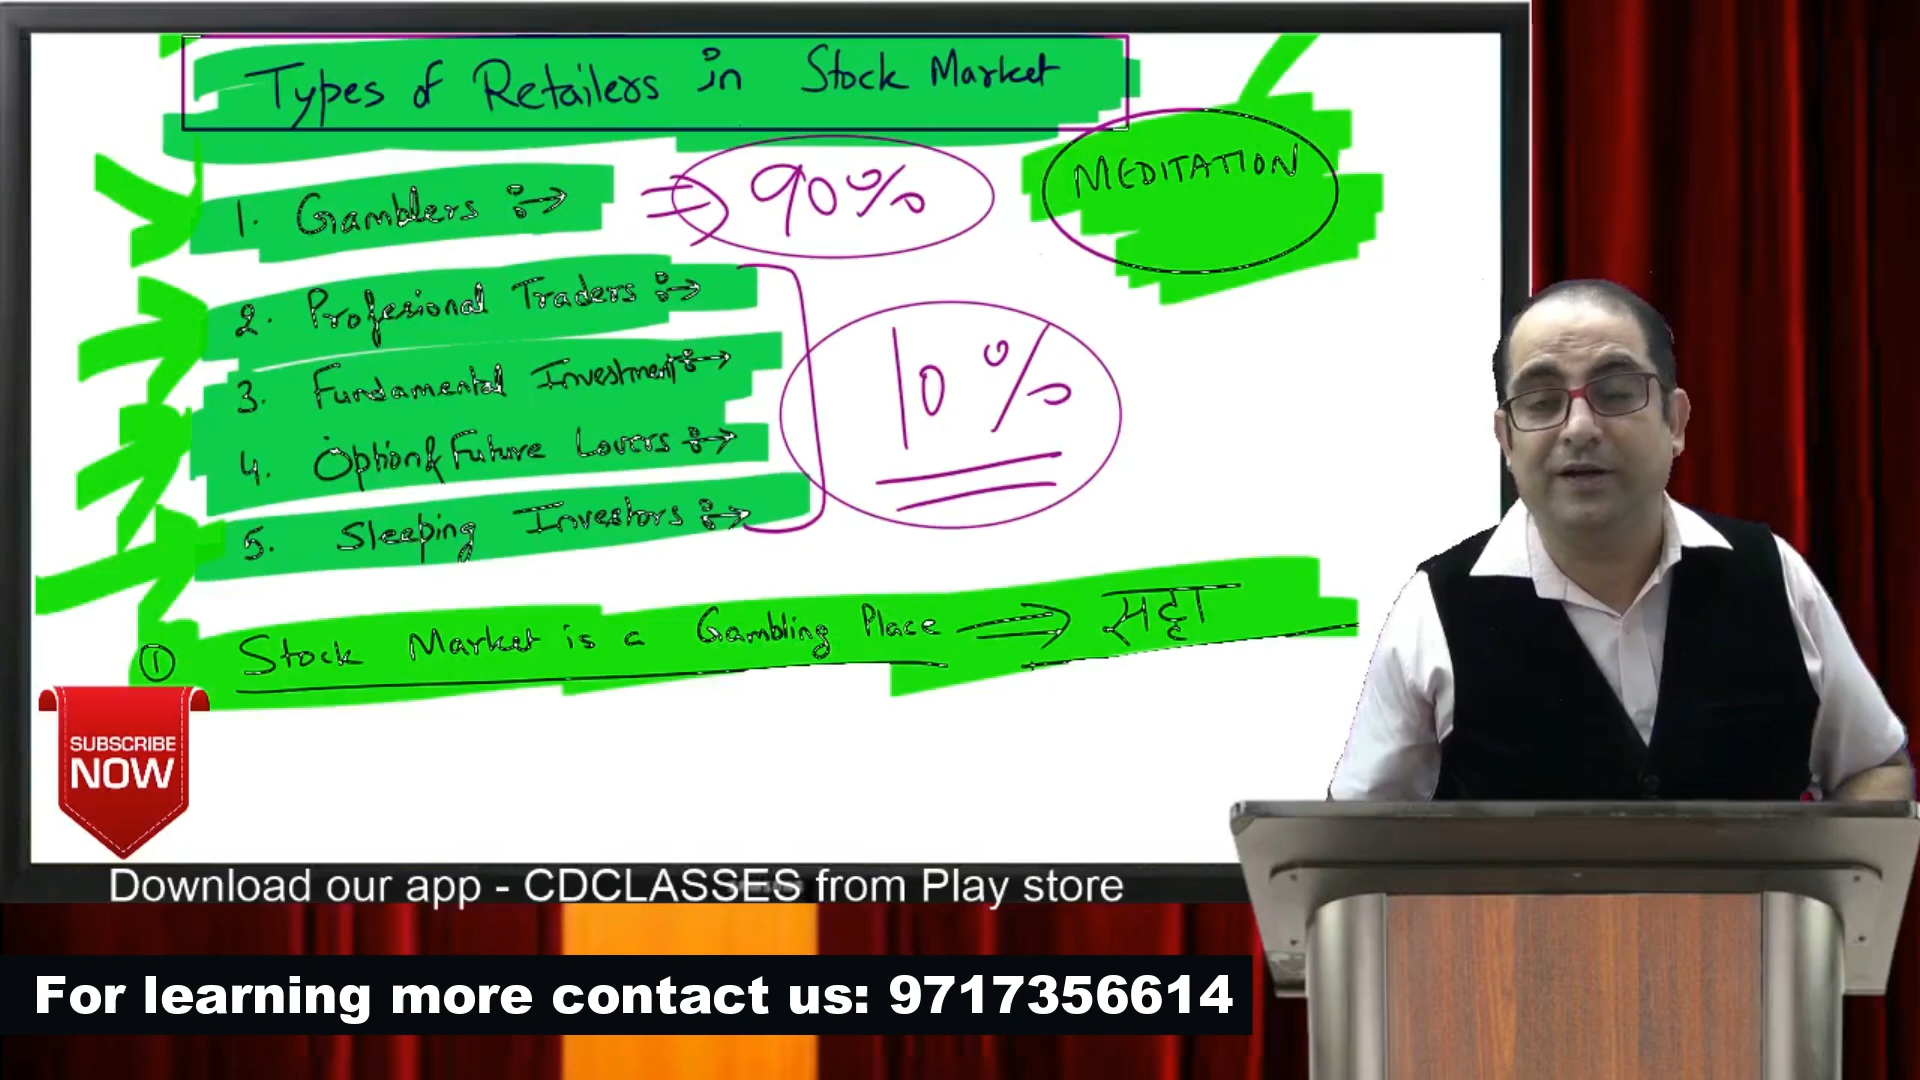 Types of Retailers in Stock Market
MEDITATION
1. Gamblers :→ ⇒ 90%
2. Profesional Traders :→
3. Fundamental Investment :→
10%
4. Option & Future Lovers :→
5. Sleeping Investors :→
① Stock Market is a Gambling Place ⇒ सट्टा
SUBSCRIBE
NOW
Download our app - CDCLASSES from Play store
For learning more contact us: 9717356614